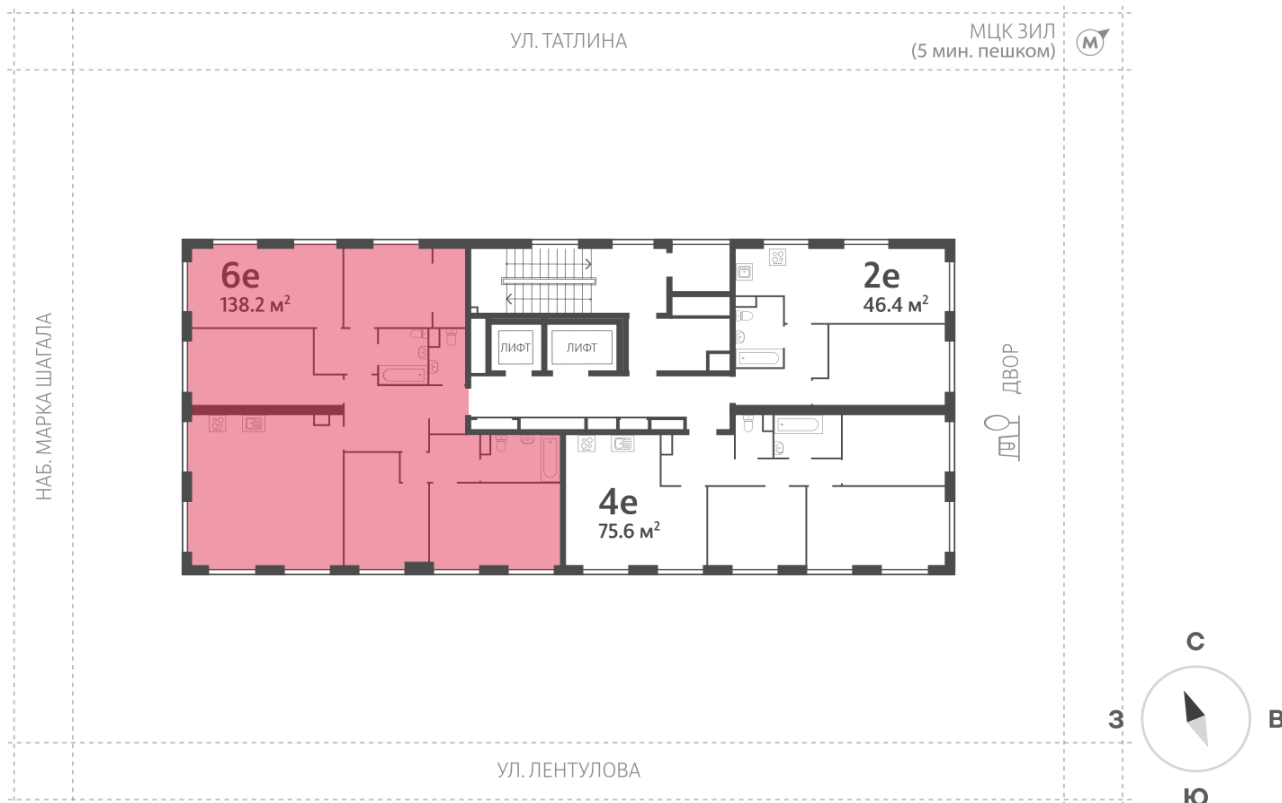 УЛ. ТАТЛИНА
МЦК ЗИЛ
(5 мин. пешком)
М
НАБ. МАРКА ШАГАЛА
6е
138.2 м²
2е
46.4 м²
ЛИФТ
ЛИФТ
ДВОР
4е
75.6 м²
УЛ. ЛЕНТУЛОВА
С
З
В
Ю